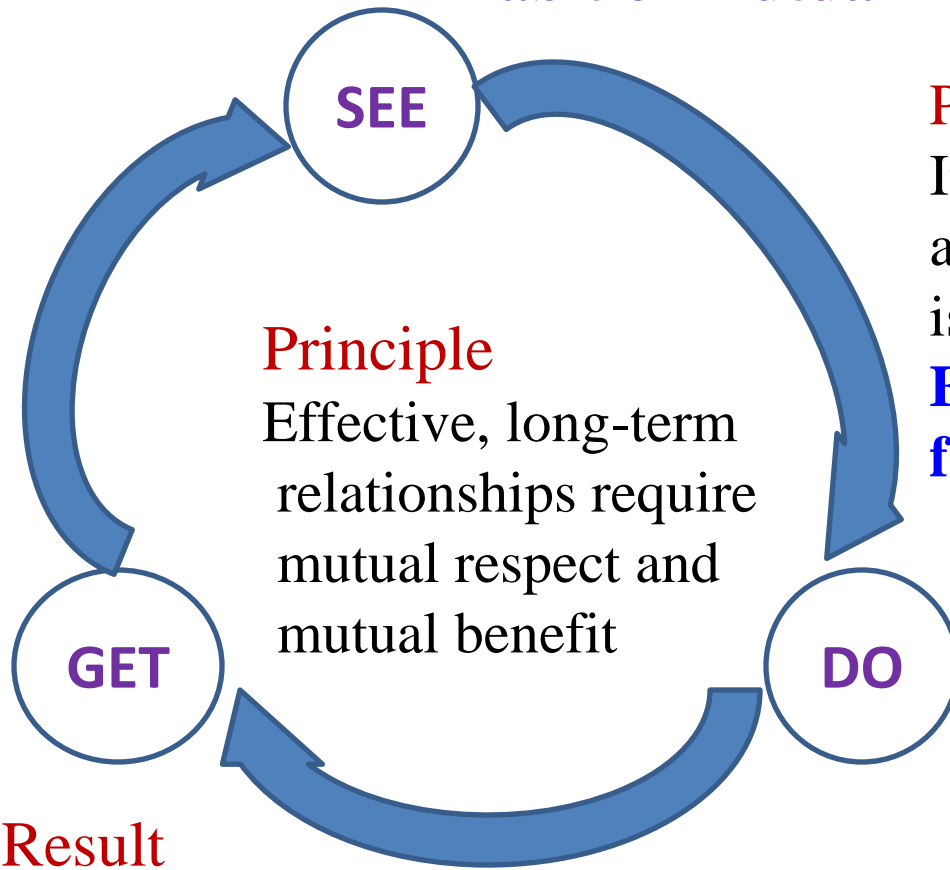 SEE
Principle
Effective, long-term
relationships require
mutual respect and
mutual benefit
GET
DO
Result